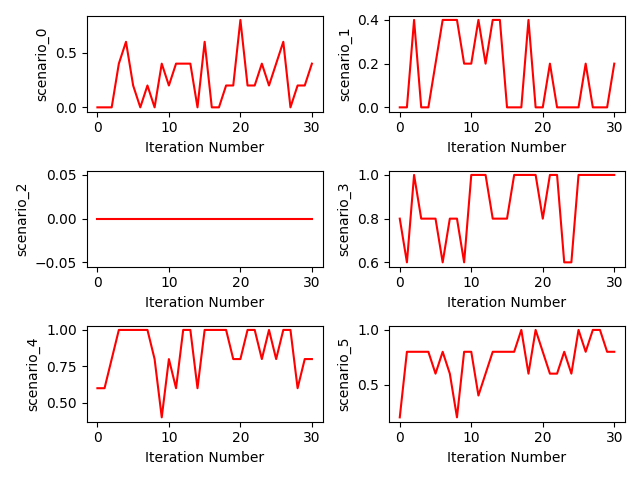 scenario_0
0.5
0.0
0 10 20 30
Iteration Number
scenario_1
0.4
0.2
0.0
0 10 20 30
Iteration Number
scenario_2
0.05
0.00
−0.05
0 10 20 30
Iteration Number
scenario_3
1.0
0.8
0.6
0 10 20 30
Iteration Number
scenario_4
1.00
0.75
0.50
0 10 20 30
Iteration Number
scenario_5
1.0
0.5
0 10 20 30
Iteration Number